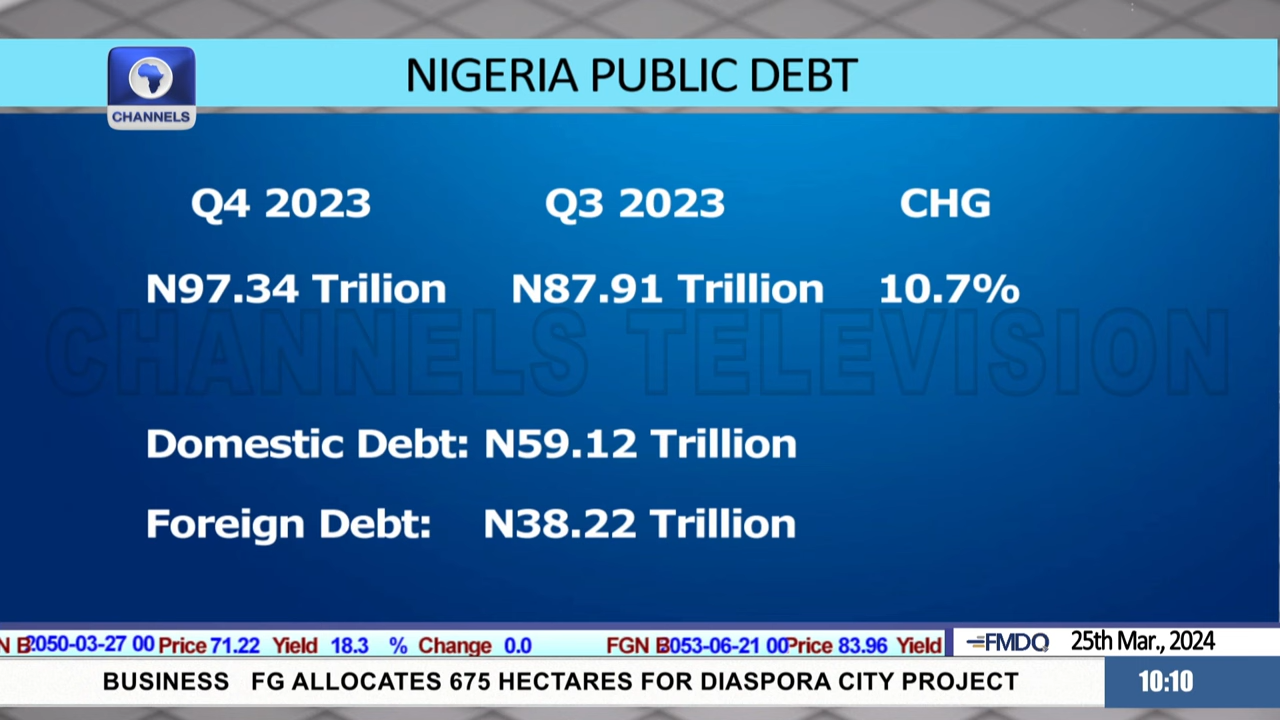 NIGERIA PUBLIC DEBT
CHANNELS
Q4 2023 Q3 2023 CHG
N97.34 Trilion N87.91 Trillion 10.7%
CHANNELS TELEVISION
Domestic Debt: N59.12 Trillion
Foreign Debt: N38.22 Trillion
N B 2050-03-27 00 Price 71.22 Yield 18.3 % Change 0.0 FGN B 053-06-21 00 Price 83.96 Yield FMDQ 25th Mar., 2024
BUSINESS FG ALLOCATES 675 HECTARES FOR DIASPORA CITY PROJECT 10:10